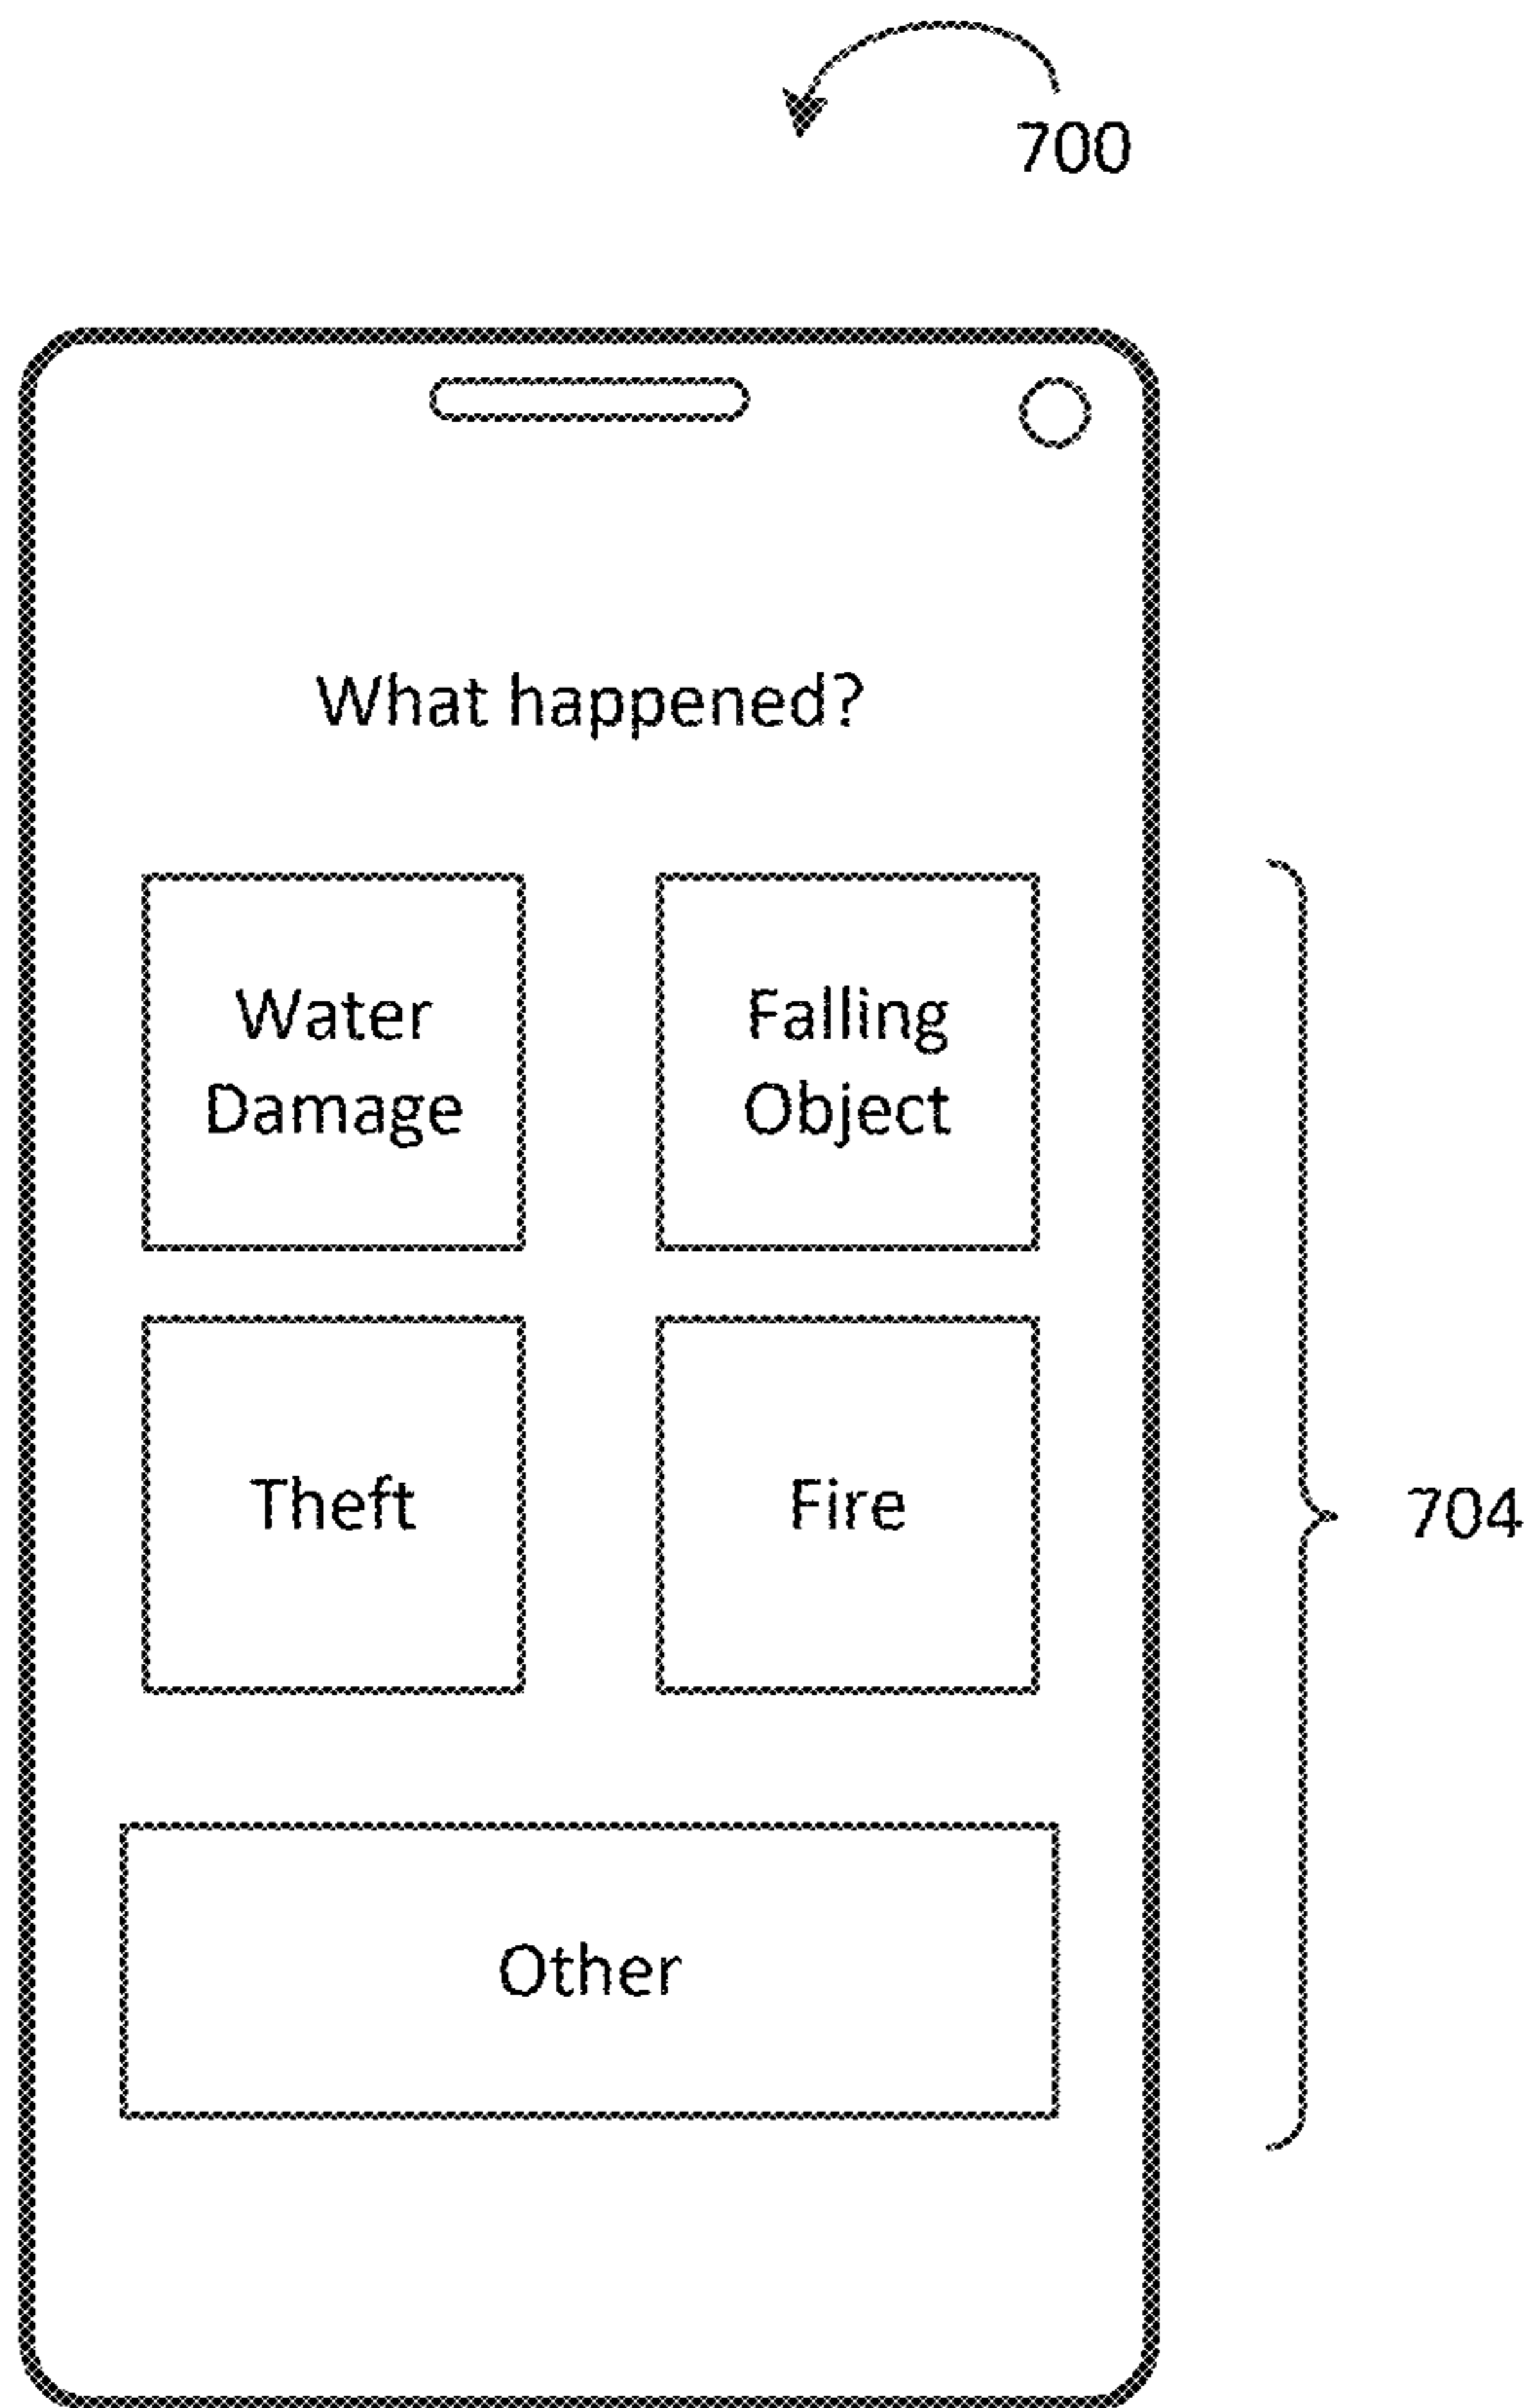 700
What happened?
Water
Damage
Falling
Object
Theft
Fire
704
Other